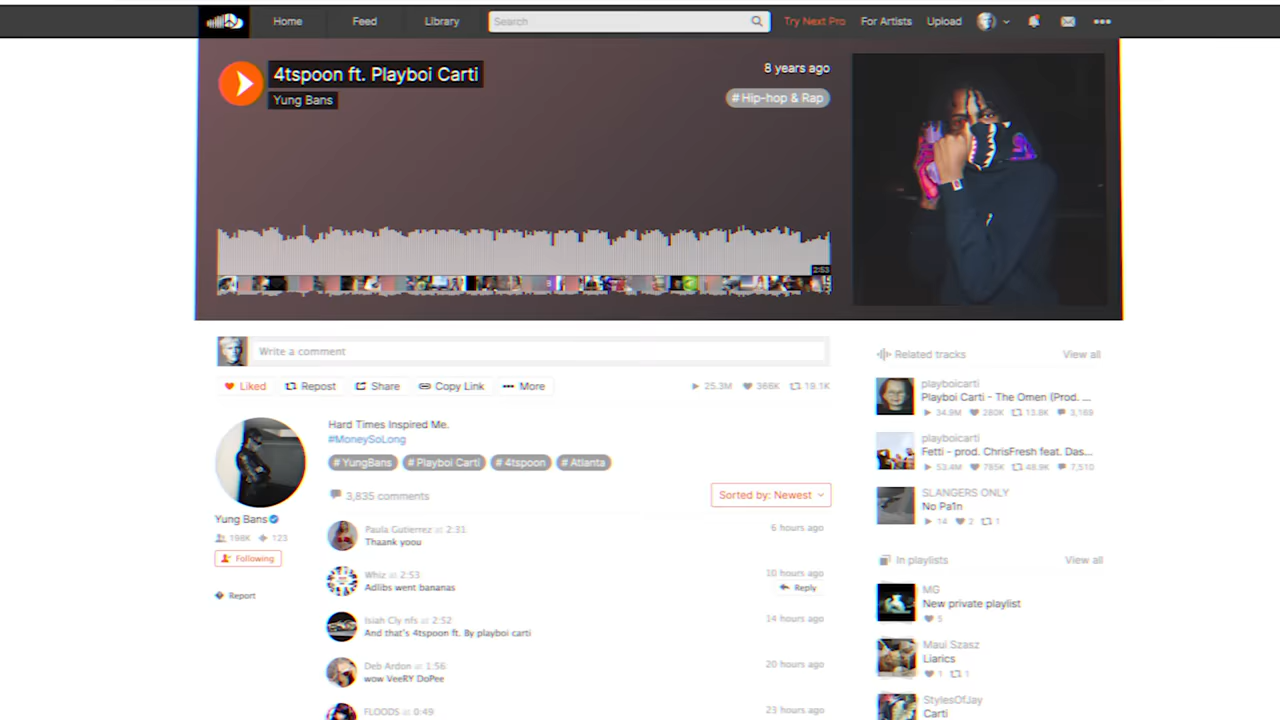 Home Feed Library Search Try Next Pro For Artists Upload
4tspoon ft. Playboi Carti
Yung Bans
8 years ago
# Hip-hop & Rap
2:53
Write a comment
Liked Repost Share Copy Link More 25.3M 366K 19.1K
Hard Times Inspired Me.
#MoneySoLong
# YungBans # Playboi Carti # 4tspoon # Atlanta
3,835 comments
Sorted by: Newest
Yung Bans
198K 123
Following
Report
Paula Gutierrez at 2:31 6 hours ago
Thaank yoou
Whiz at 2:53 10 hours ago
Adlibs went bananas Reply
Isiah Cly nfs at 2:52 14 hours ago
And that's 4tspoon ft. By playboi carti
Deb Ardon at 1:56 20 hours ago
wow VeeRY DoPee
FLOODS at 0:49 23 hours ago
Related tracks View all
playboicarti
Playboi Carti - The Omen (Prod. ...
34.9M 280K 13.8K 3,169
playboicarti
Fetti - prod. ChrisFresh feat. Das...
53.4M 765K 48.9K 7,510
SLANGERS ONLY
No Pa1n
14 2 1
In playlists View all
MG
New private playlist
5
Maui Szasz
Liarics
1 1
StylesOfJay
Carti